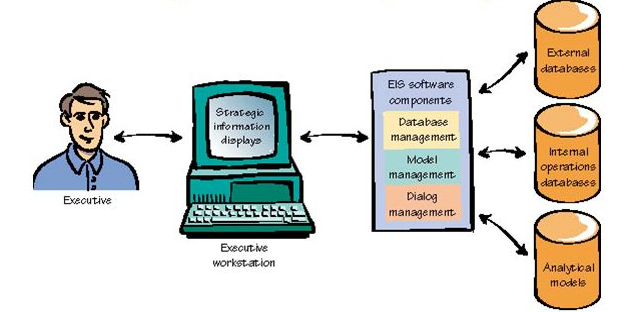 Executive
Strategic
information
displays
Executive
workstation
EIS software
components
Database
management
Model
management
Dialog
management
External
databases
Internal
operations
databases
Analytical
models